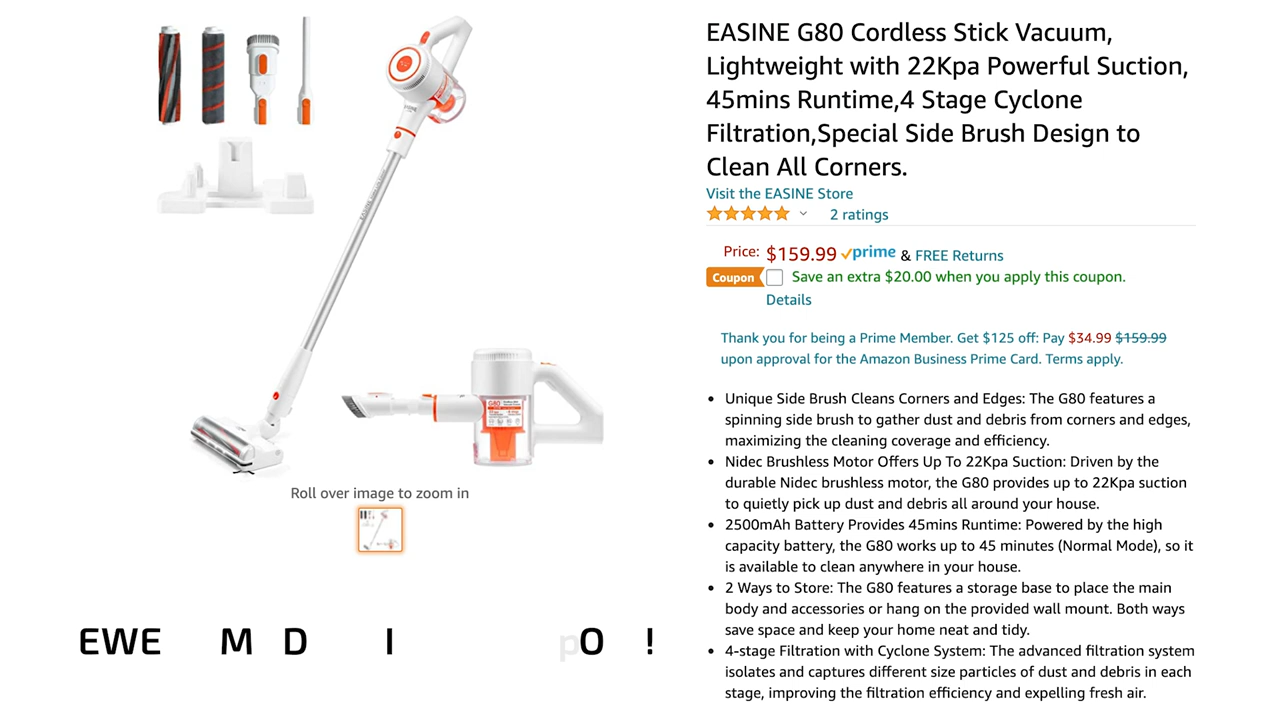 EASINE G80 Cordless Stick Vacuum,
Lightweight with 22Kpa Powerful Suction,
45mins Runtime,4 Stage Cyclone
Filtration,Special Side Brush Design to
Clean All Corners.
Visit the EASINE Store
2 ratings
Price: $159.99 prime & FREE Returns
Coupon Save an extra $20.00 when you apply this coupon.
Details
Thank you for being a Prime Member. Get $125 off: Pay $34.99 $159.99
upon approval for the Amazon Business Prime Card. Terms apply.
• Unique Side Brush Cleans Corners and Edges: The G80 features a
spinning side brush to gather dust and debris from corners and edges,
maximizing the cleaning coverage and efficiency.
• Nidec Brushless Motor Offers Up To 22Kpa Suction: Driven by the
durable Nidec brushless motor, the G80 provides up to 22Kpa suction
to quietly pick up dust and debris all around your house.
• 2500mAh Battery Provides 45mins Runtime: Powered by the high
capacity battery, the G80 works up to 45 minutes (Normal Mode), so it
is available to clean anywhere in your house.
• 2 Ways to Store: The G80 features a storage base to place the main
body and accessories or hang on the provided wall mount. Both ways
save space and keep your home neat and tidy.
• 4-stage Filtration with Cyclone System: The advanced filtration system
isolates and captures different size particles of dust and debris in each
stage, improving the filtration efficiency and expelling fresh air.
G80
Roll over image to zoom in
EWE M D I pO !